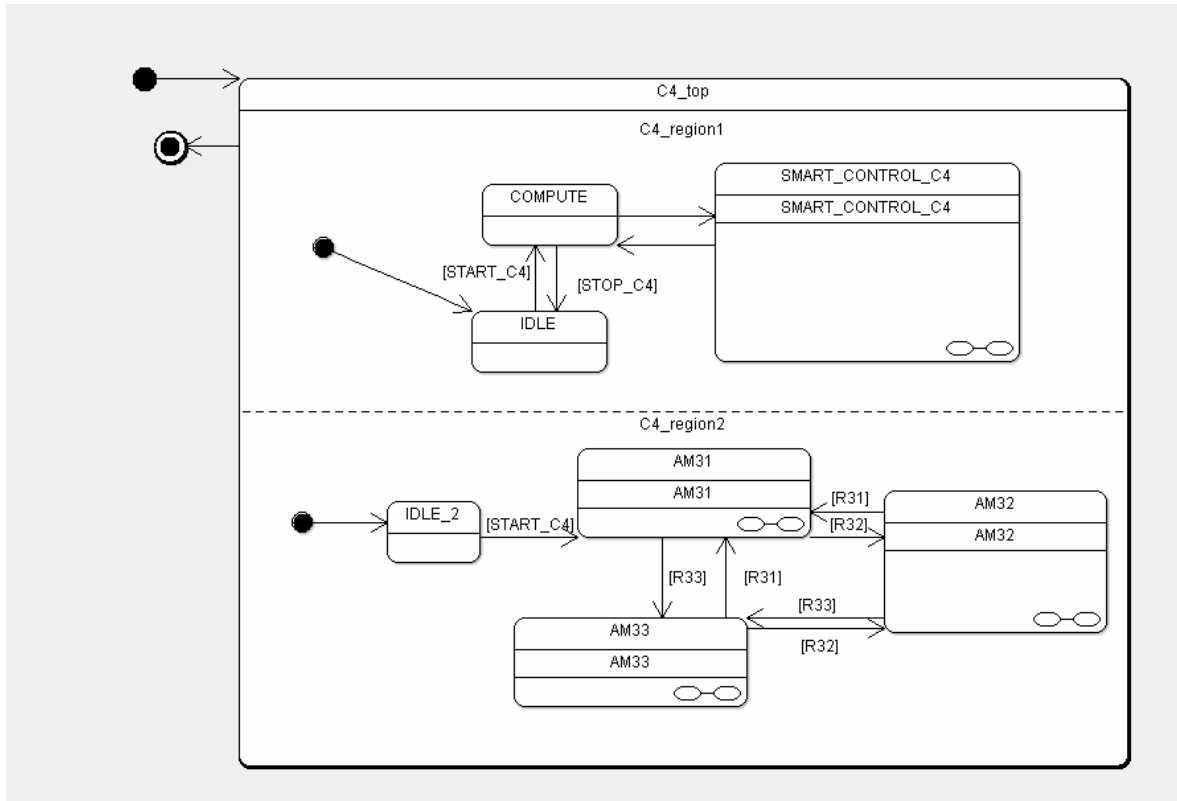 C4_top
C4_region1
SMART_CONTROL_C4
COMPUTE
SMART_CONTROL_C4
[START_C4]
[STOP_C4]
IDLE
C4_region2
AM31
AM31
[R31]
AM32
IDLE_2
[START_C4]
[R32]
AM32
[R33]
[R31]
[R33]
AM33
[R32]
AM33